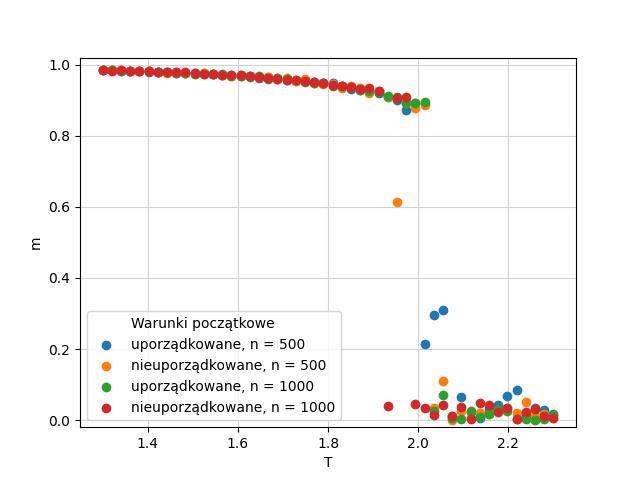 1.0
0.8
0.6
0.4
0.2
0.0
m
Warunki początkowe
uporządkowane, n = 500
nieuporządkowane, n = 500
uporządkowane, n = 1000
nieuporządkowane, n = 1000
1.4 1.6 1.8 2.0 2.2
T